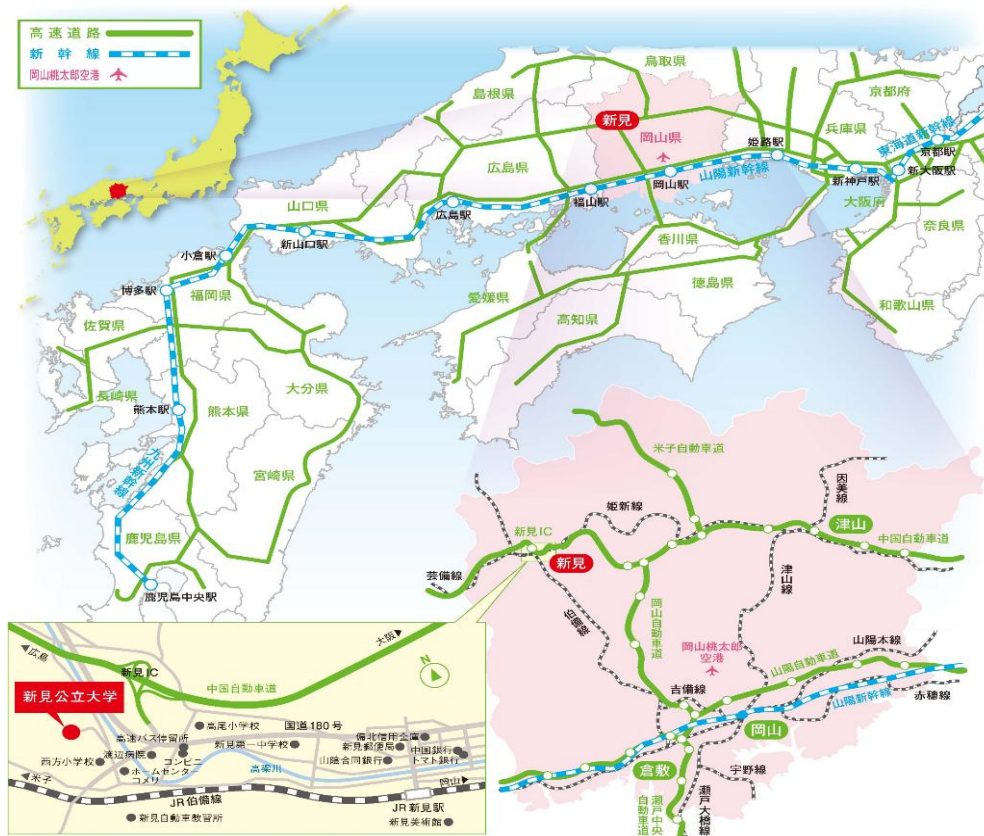 高速道路
新幹線
岡山桃太郎空港
鳥取県
島根県
京都府
新見
兵庫県
岡山県
東海道新幹線
姫路駅
京都駅
広島県
山陽新幹線
岡山駅
新神戸駅
新大阪駅
福山駅
大阪府
山口県
広島駅
奈良県
新山口駅
香川県
小倉駅
徳島県
博多駅
福岡県
愛媛県
和歌山県
高知県
佐賀県
大分県
長崎県
熊本駅
熊本県
九州新幹線
宮崎県
鹿児島県
鹿児島中央駅
米子自動車道
因美線
姫新線
新見IC
津山
新見
中国自動車道
芸備線
津山線
伯備線
岡山自動車道
岡山桃太郎
空港
山陽本線
山陽自動車道
吉備線
山陽新幹線
赤穂線
岡山
倉敷
宇野線
瀬戸大橋線
瀬戸中央
自動車道
◀広島
大阪▶
N
新見IC
中国自動車道
新見公立大学
高尾小学校
国道180号
高速バス停留所
備北信用金庫
渡辺病院
新見第一中学校
新見郵便局
中国銀行
西方小学校
コンビニ
山陰合同銀行
トマト銀行
ホームセンター
コメリ
高梁川
◀米子
岡山▶
JR伯備線
JR新見駅
新見自動車教習所
新見美術館